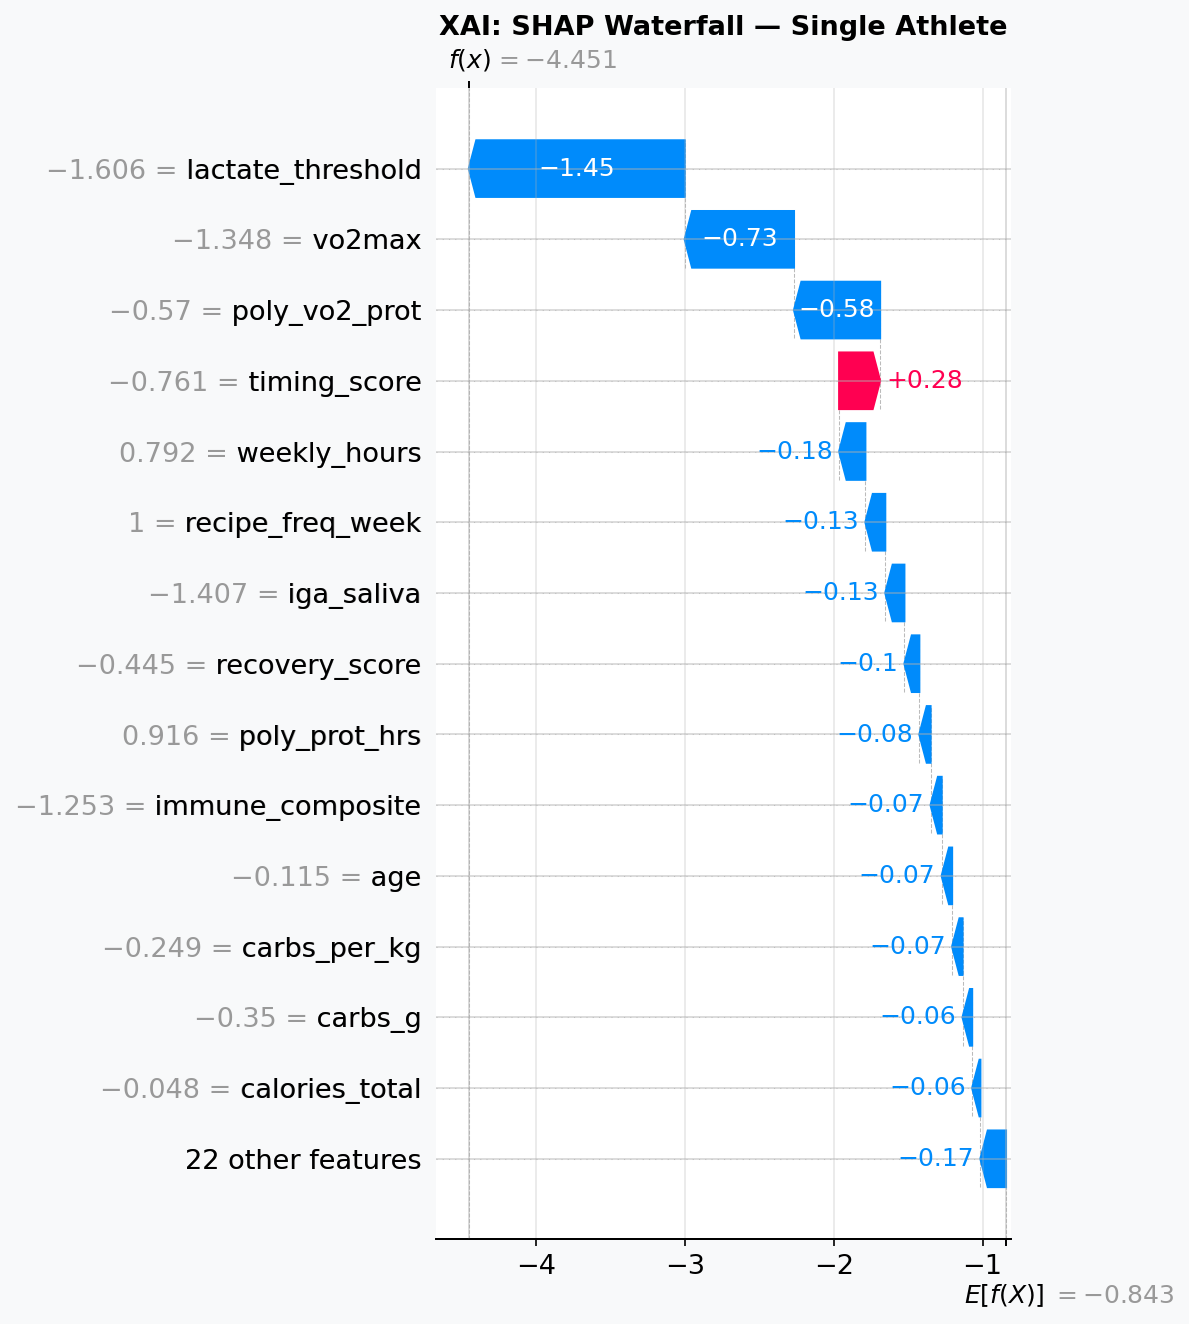 XAI: SHAP Waterfall — Single Athlete
f(x) = −4.451
−1.606 = lactate_threshold −1.45
−1.348 = vo2max −0.73
−0.57 = poly_vo2_prot −0.58
−0.761 = timing_score +0.28
0.792 = weekly_hours −0.18
1 = recipe_freq_week −0.13
−1.407 = iga_saliva −0.13
−0.445 = recovery_score −0.1
0.916 = poly_prot_hrs −0.08
−1.253 = immune_composite −0.07
−0.115 = age −0.07
−0.249 = carbs_per_kg −0.07
−0.35 = carbs_g −0.06
−0.048 = calories_total −0.06
22 other features −0.17
−4 −3 −2 −1
E[f(X)] = −0.843